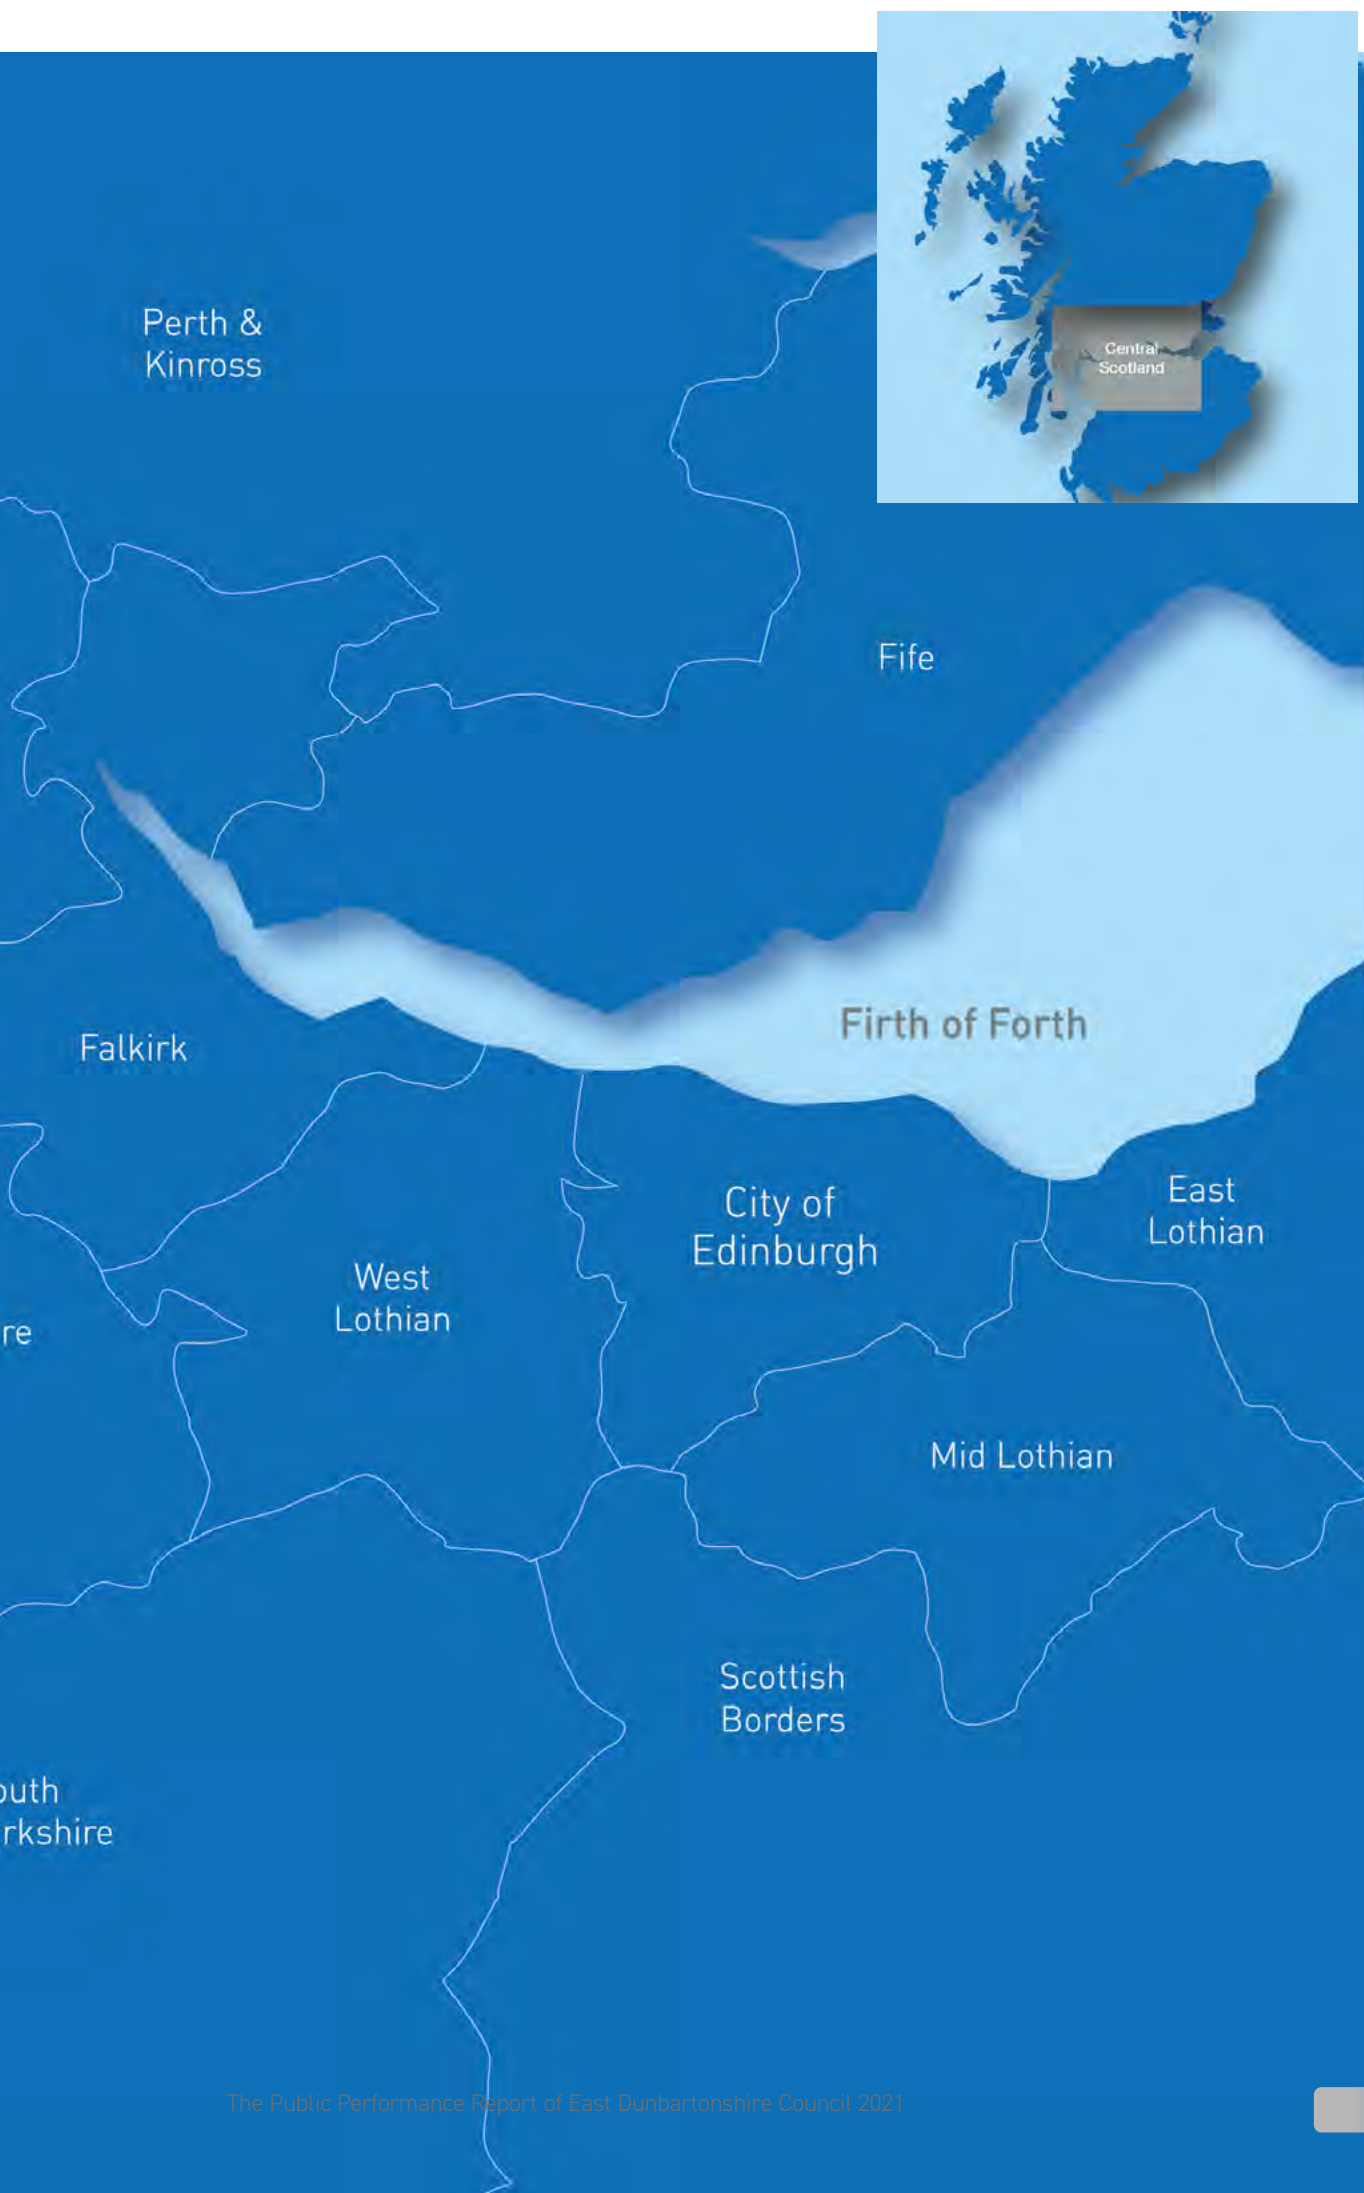 Central
Scotland
Perth &
Kinross
Fife
Firth of Forth
Falkirk
City of
Edinburgh
East
Lothian
West
Lothian
re
Mid Lothian
Scottish
Borders
outh
rkshire
The Public Performance Report of East Dunbartonshire Council 2021